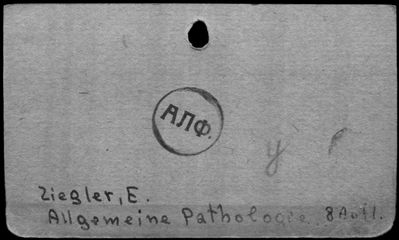 АЛФ.
y
Ziegler, E.
Allgemeine Pathologie. 8 Aufl.